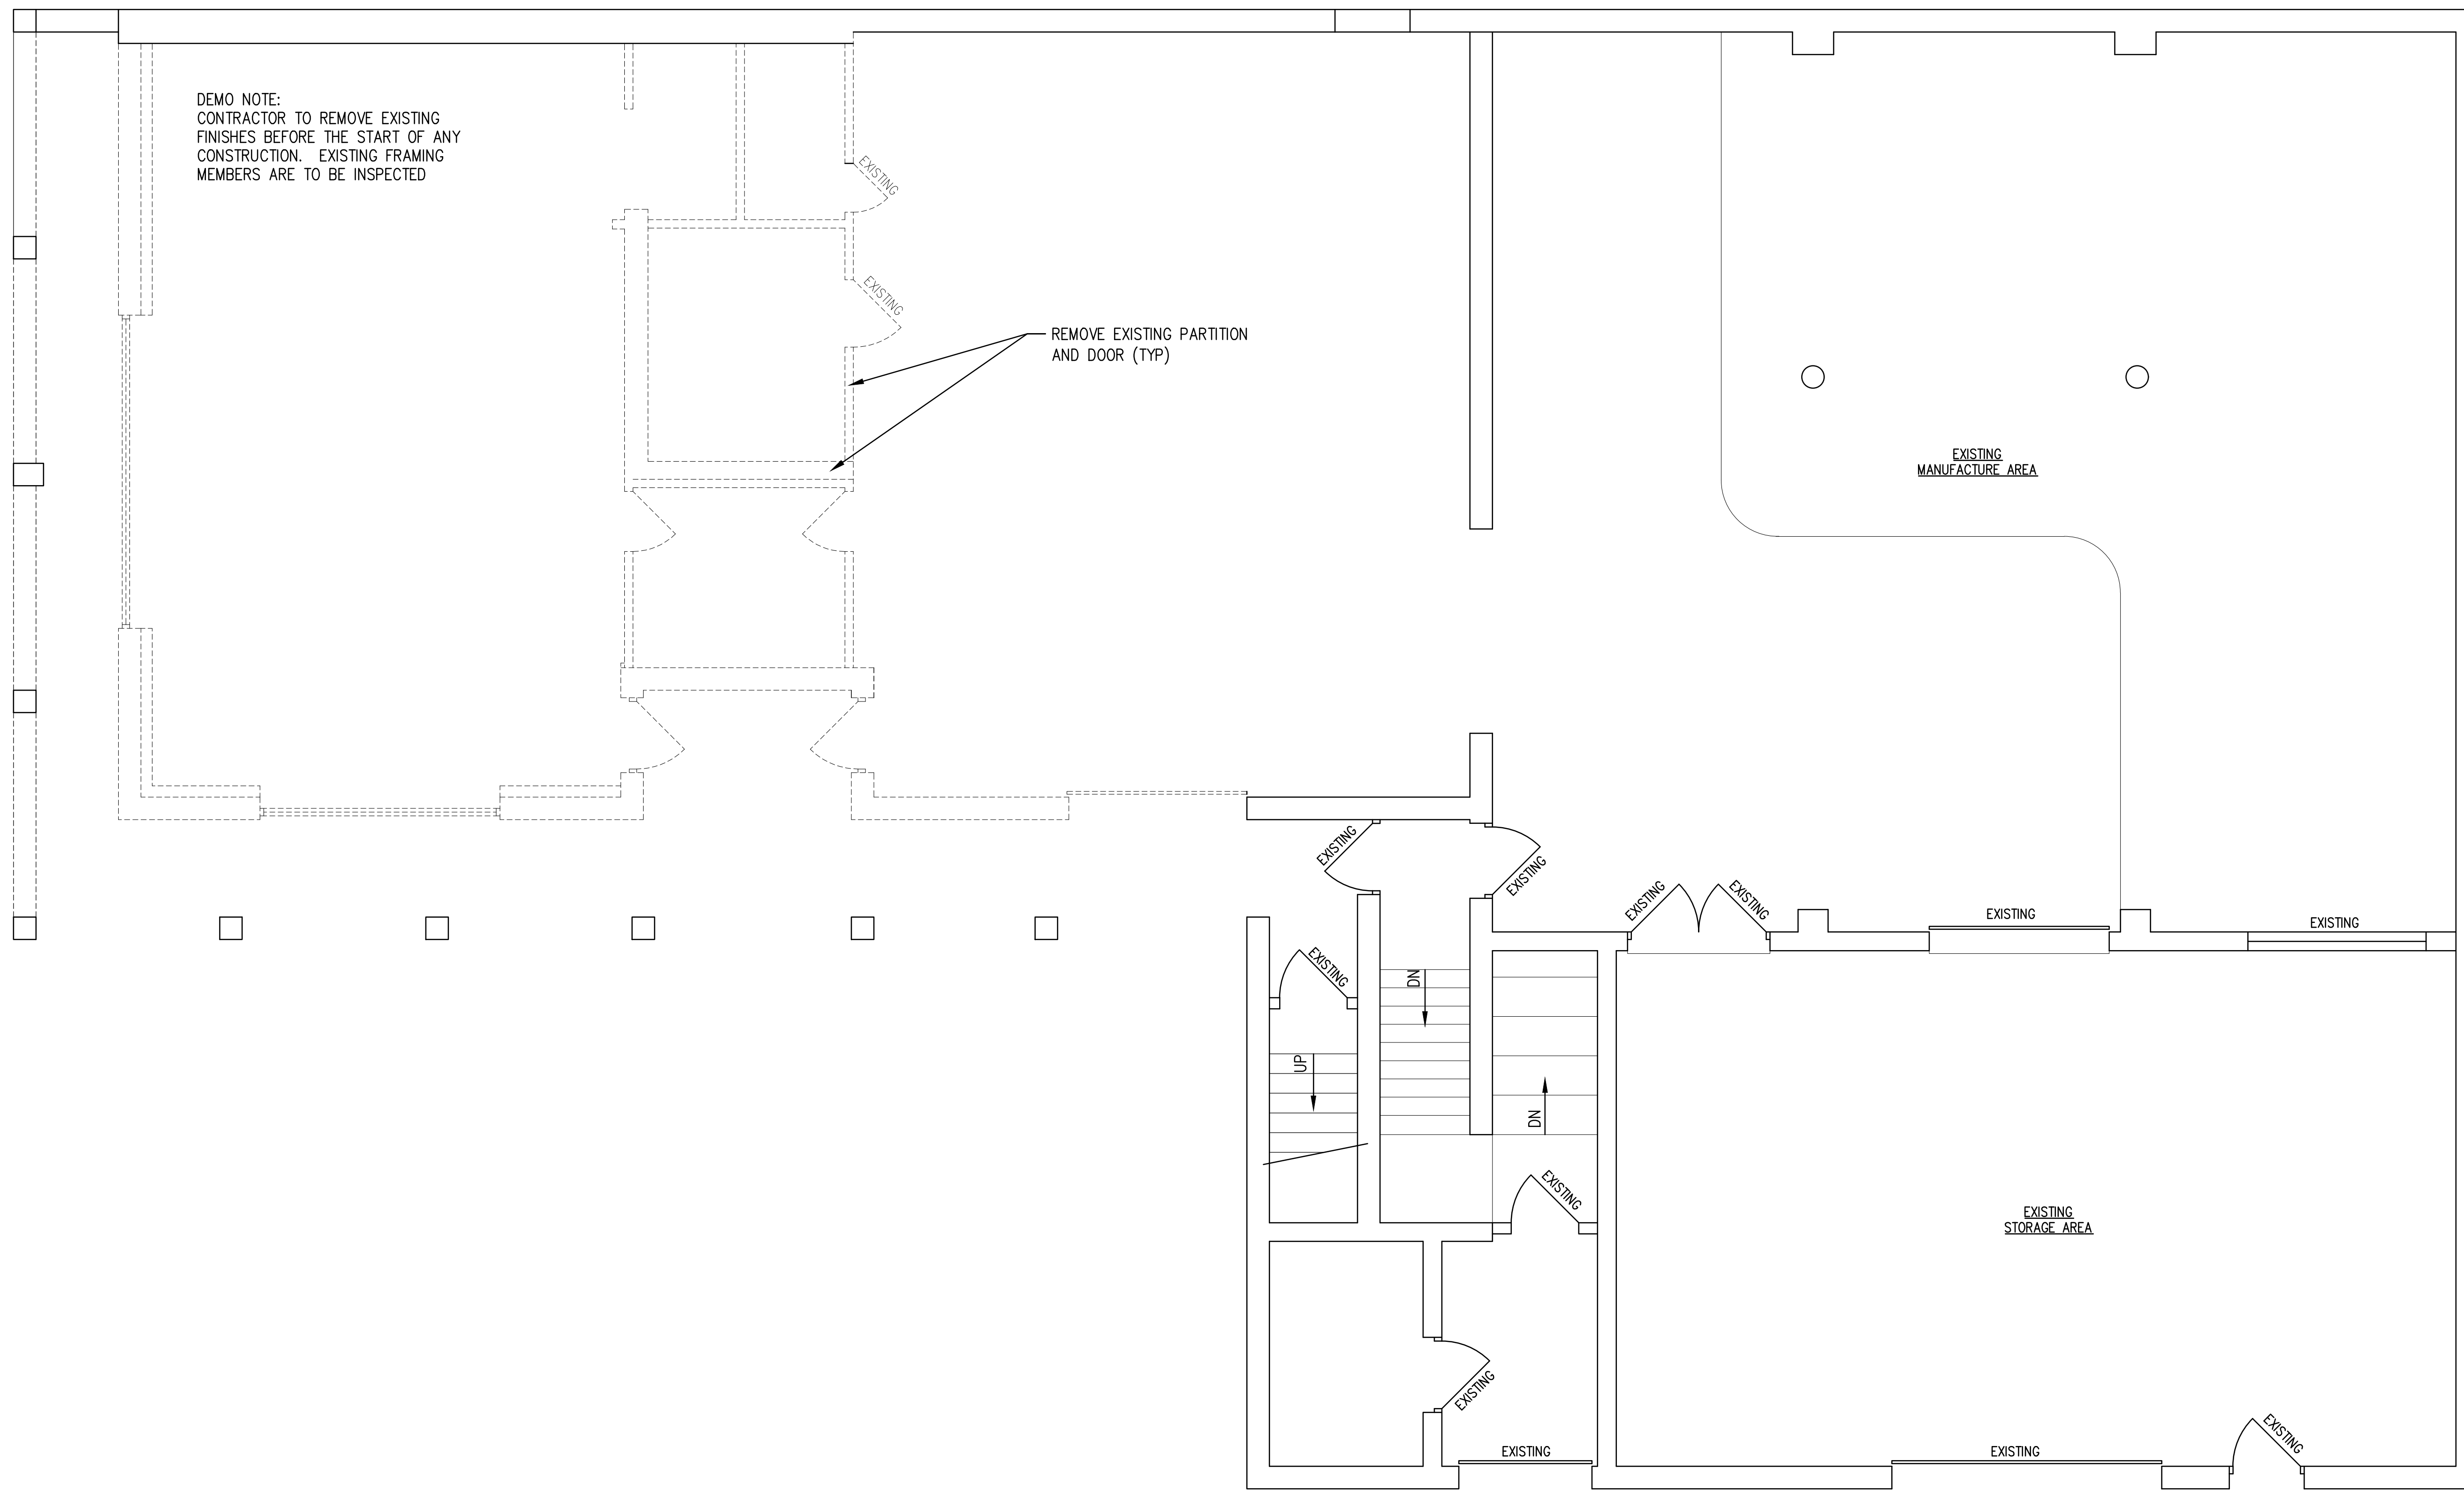 DEMO NOTE:
CONTRACTOR TO REMOVE EXISTING
FINISHES BEFORE THE START OF ANY
CONSTRUCTION.  EXISTING FRAMING
MEMBERS ARE TO BE INSPECTED
EXISTING
EXISTING
REMOVE EXISTING PARTITION
AND DOOR (TYP)
EXISTING
MANUFACTURE AREA
EXISTING
EXISTING
EXISTING
EXISTING
EXISTING
EXISTING
EXISTING
DN
UP
DN
EXISTING
EXISTING
STORAGE AREA
EXISTING
EXISTING
EXISTING
EXISTING